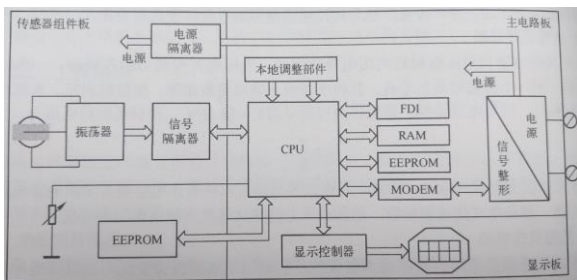 传感器组件板
主电路板
电源
隔离器
电源
本地调整部件
电源
振荡器
信号
隔离器
CPU
FDI
RAM
EEPROM
MODEM
电源
信号整形
EEPROM
显示控制器
显示板